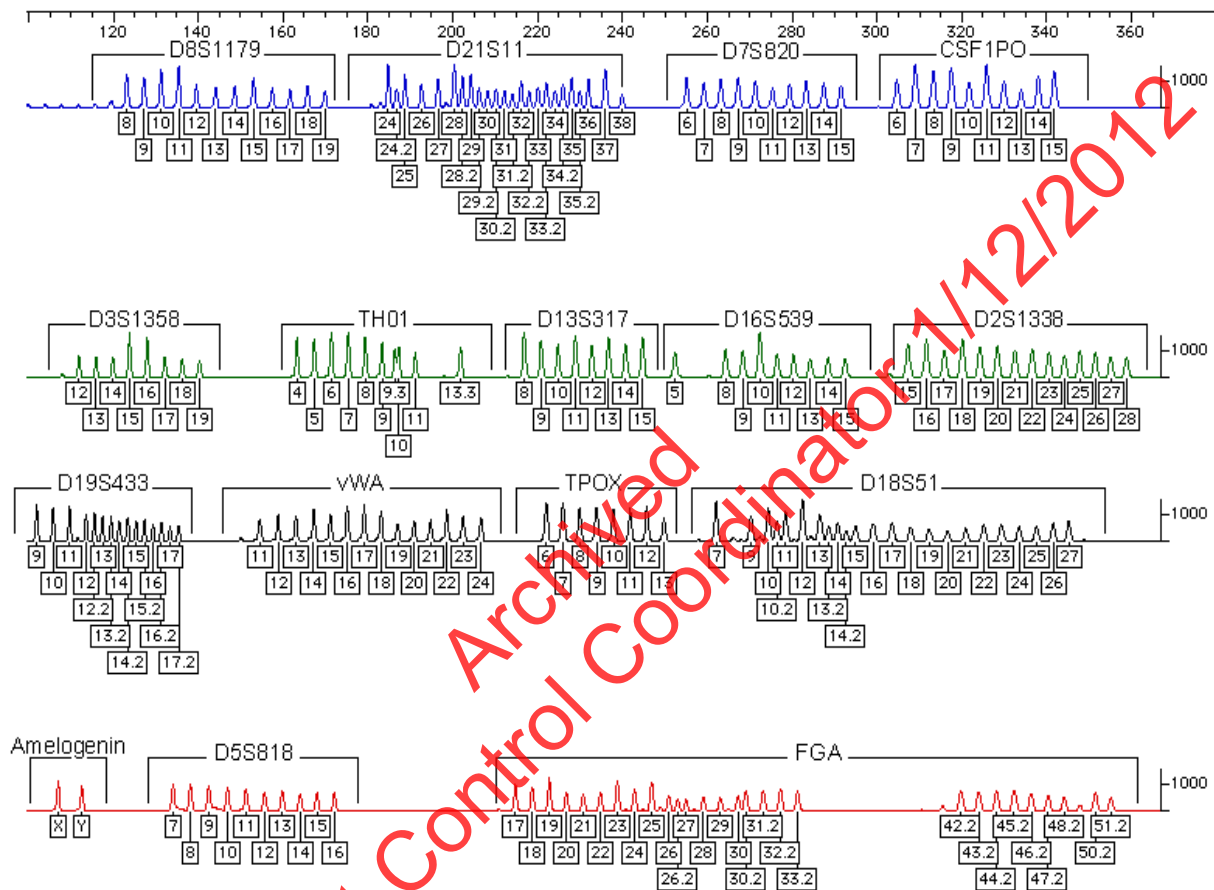 120 140 160 180 200 220 240 260 280 300 320 340 360
D8S1179 D21S11 D7S820 CSF1PO
1000
8 10 12 14 16 18 24 26 28 30 32 34 36 38 6 8 10 12 14 6 8 10 12 14
9 11 13 15 17 19 24.2 27 29 31 33 35 37 7 9 11 13 15 7 9 11 13 15
25 28.2 31.2 34.2
29.2 32.2 35.2
30.2 33.2
D3S1358 TH01 D13S317 D16S539 D2S1338
1000
12 14 16 18 4 6 8 9.3 13.3 8 10 12 14 5 8 10 12 14 15 17 19 21 23 25 27
13 15 17 19 5 7 9 11 9 11 13 15 9 11 13 15 16 18 20 22 24 26 28
10
D19S433 vWA TPOX D18S51
1000
9 11 13 15 17 11 13 15 17 19 21 23 6 8 10 12 7 9 11 13 15 17 19 21 23 25 27
10 12 14 16 12 14 16 18 20 22 24 7 9 11 13 10 12 14 16 18 20 22 24 26
12.2 15.2 10.2 13.2
13.2 16.2 14.2
14.2 17.2
Amelogenin D5S818 FGA
1000
X Y 7 9 11 13 15 17 19 21 23 25 27 29 31.2 42.2 45.2 48.2 51.2
8 10 12 14 16 18 20 22 24 26 28 30 32.2 43.2 46.2 50.2
26.2 30.2 33.2 44.2 47.2
Archived
Control Coordinator 1/12/2012